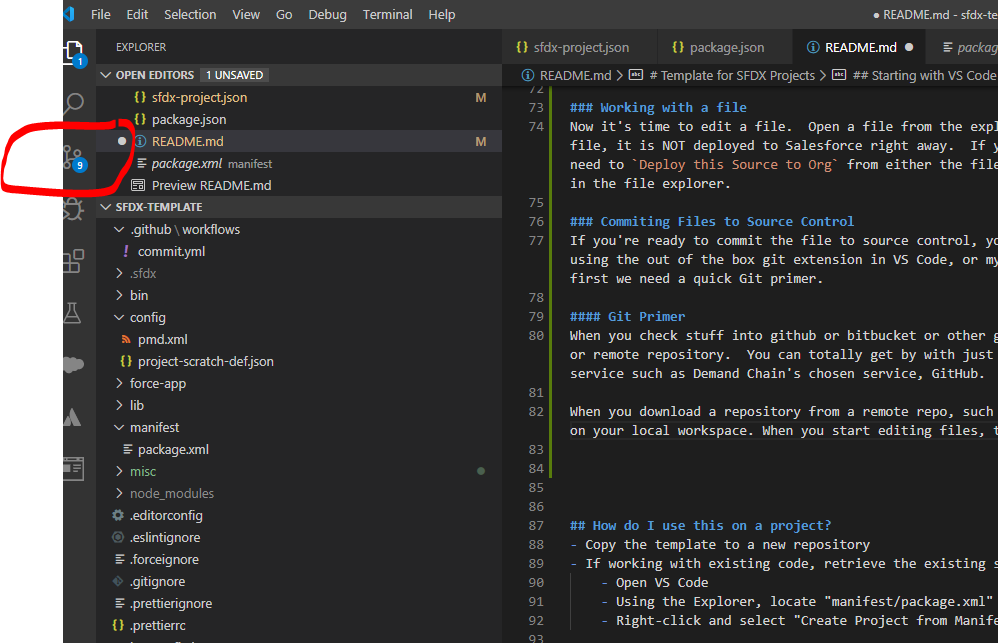 File Edit Selection View Go Debug Terminal Help ● README.md - sfdx-te
EXPLORER
{} sfdx-project.json {} package.json README.md ● packag
1
OPEN EDITORS 1 UNSAVED
README.md > # Template for SFDX Projects > ## Starting with VS Code
{} sfdx-project.json M
{} package.json
● README.md M
9
package.xml manifest
Preview README.md
SFDX-TEMPLATE
.github \ workflows
! commit.yml
> .sfdx
> bin
config
pmd.xml
{} project-scratch-def.json
> force-app
> lib
manifest
package.xml
> misc
> node_modules
.editorconfig
.eslintignore
.forceignore
.gitignore
.prettierignore
{} .prettierrc
72
73 ### Working with a file
74 Now it's time to edit a file.  Open a file from the expl
file, it is NOT deployed to Salesforce right away.  If y
need to `Deploy this Source to Org` from either the file
in the file explorer.
75
76 ### Commiting Files to Source Control
77 If you're ready to commit the file to source control, yo
using the out of the box git extension in VS Code, or my
first we need a quick Git primer.
78
79 #### Git Primer
80 When you check stuff into github or bitbucket or other g
or remote repository.  You can totally get by with just
service such as Demand Chain's chosen service, GitHub.
81
82 When you download a repository from a remote repo, such
on your local workspace. When you start editing files, t
83
84
85
86
87 ## How do I use this on a project?
88 - Copy the template to a new repository
89 - If working with existing code, retrieve the existing s
90 - Open VS Code
91 - Using the Explorer, locate "manifest/package.xml"
92 - Right-click and select "Create Project from Manife
93